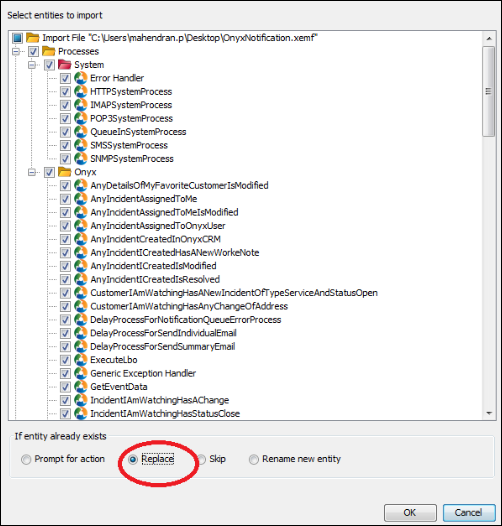 Select entities to import
Import File "C:\Users\mahendran.p\Desktop\OnyxNotification.xemf"
Processes
System
Error Handler
HTTPSystemProcess
IMAPSystemProcess
POP3SystemProcess
QueueInSystemProcess
SMSSystemProcess
SNMPSystemProcess
Onyx
AnyDetailsOfMyFavoriteCustomerIsModified
AnyIncidentAssignedToMe
AnyIncidentAssignedToMeIsModified
AnyIncidentAssignedToOnyxUser
AnyIncidentCreatedInOnyxCRM
AnyIncidentICreatedHasANewWorkeNote
AnyIncidentICreatedIsModified
AnyIncidentICreatedIsResolved
CustomerIAmWatchingHasANewIncidentOfTypeServiceAndStatusOpen
CustomerIAmWatchingHasAnyChangeOfAddress
DelayProcessForNotificationQueueErrorProcess
DelayProcessForSendIndividualEmail
DelayProcessForSendSummaryEmail
ExecuteLbo
Generic Exception Handler
GetEventData
IncidentIAmWatchingHasAChange
IncidentIAmWatchingHasStatusClose
If entity already exists
Prompt for action Replace Skip Rename new entity
OK Cancel